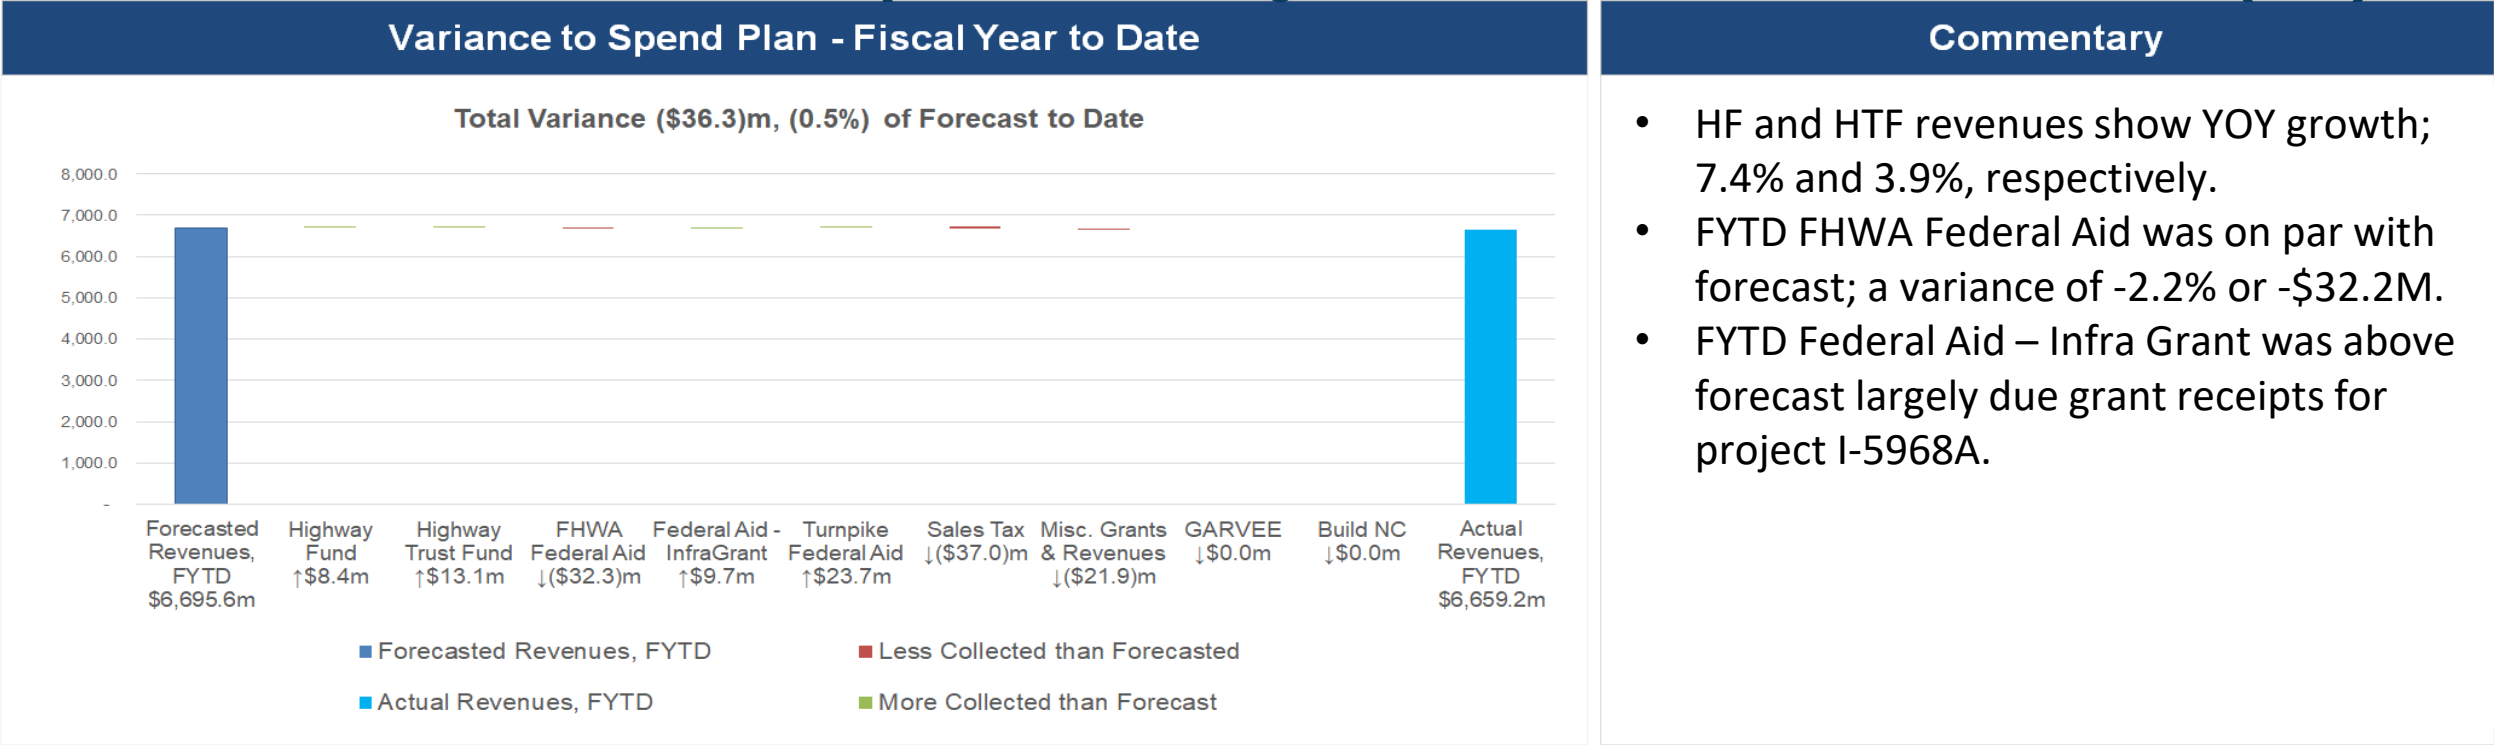 Variance to Spend Plan - Fiscal Year to Date
Total Variance ($36.3)m, (0.5%) of Forecast to Date
8,000.0
7,000.0
6,000.0
5,000.0
4,000.0
3,000.0
2,000.0
1,000.0
-
Forecasted
Revenues,
FYTD
$6,695.6m
Highway
Fund
↑$8.4m
Highway
Trust Fund
↑$13.1m
FHWA
Federal Aid
↓($32.3)m
Federal Aid -
InfraGrant
↑$9.7m
Turnpike
Federal Aid
↑$23.7m
Sales Tax
↓($37.0)m
Misc. Grants
& Revenues
↓($21.9)m
GARVEE
↓$0.0m
Build NC
↓$0.0m
Actual
Revenues,
FYTD
$6,659.2m
Forecasted Revenues, FYTD
Less Collected than Forecasted
Actual Revenues, FYTD
More Collected than Forecast
Commentary
• HF and HTF revenues show YOY growth;
7.4% and 3.9%, respectively.
• FYTD FHWA Federal Aid was on par with
forecast; a variance of -2.2% or -$32.2M.
• FYTD Federal Aid – Infra Grant was above
forecast largely due grant receipts for
project I-5968A.